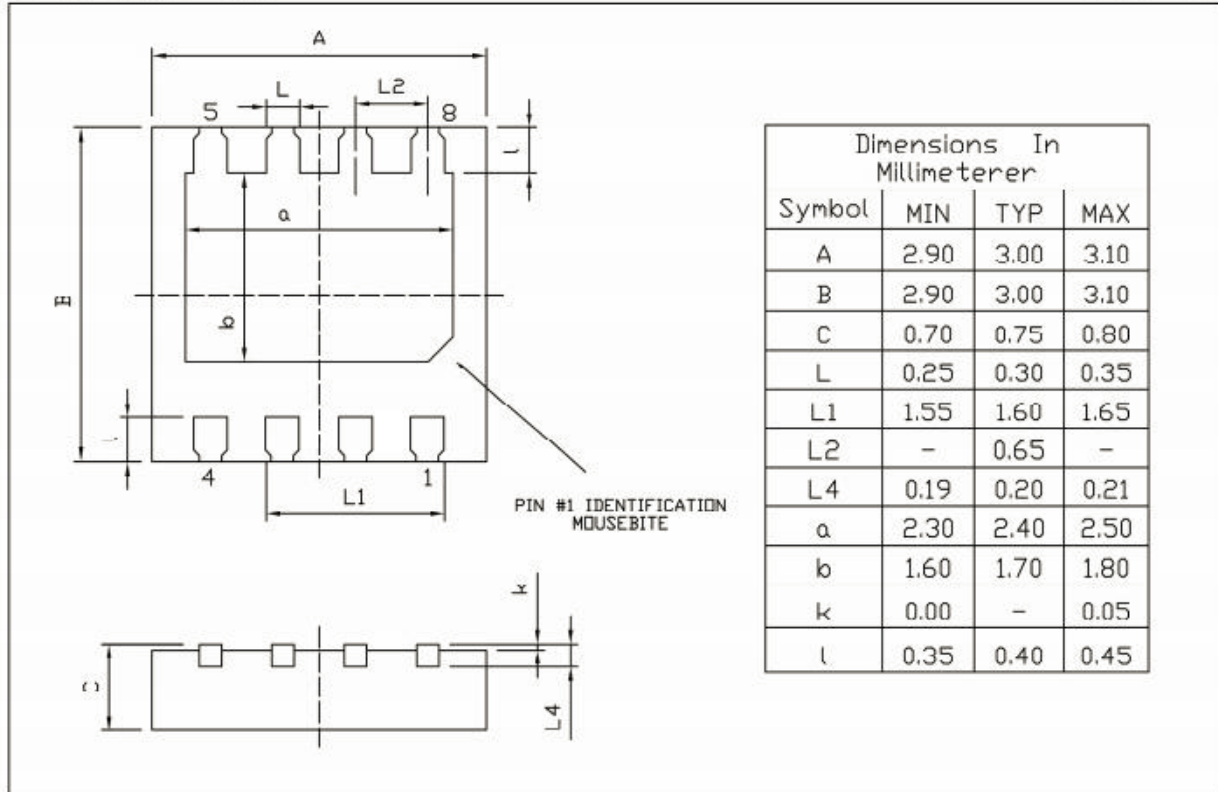 A
L
L2
5
8
l
a
B
b
4
L1
1
PIN #1 IDENTIFICATION
MOUSEBITE
k
C
L4
Dimensions In
Millimeterer
Symbol MIN TYP MAX
A 2.90 3.00 3.10
B 2.90 3.00 3.10
C 0.70 0.75 0.80
L 0.25 0.30 0.35
L1 1.55 1.60 1.65
L2 - 0.65 -
L4 0.19 0.20 0.21
a 2.30 2.40 2.50
b 1.60 1.70 1.80
k 0.00 - 0.05
l 0.35 0.40 0.45